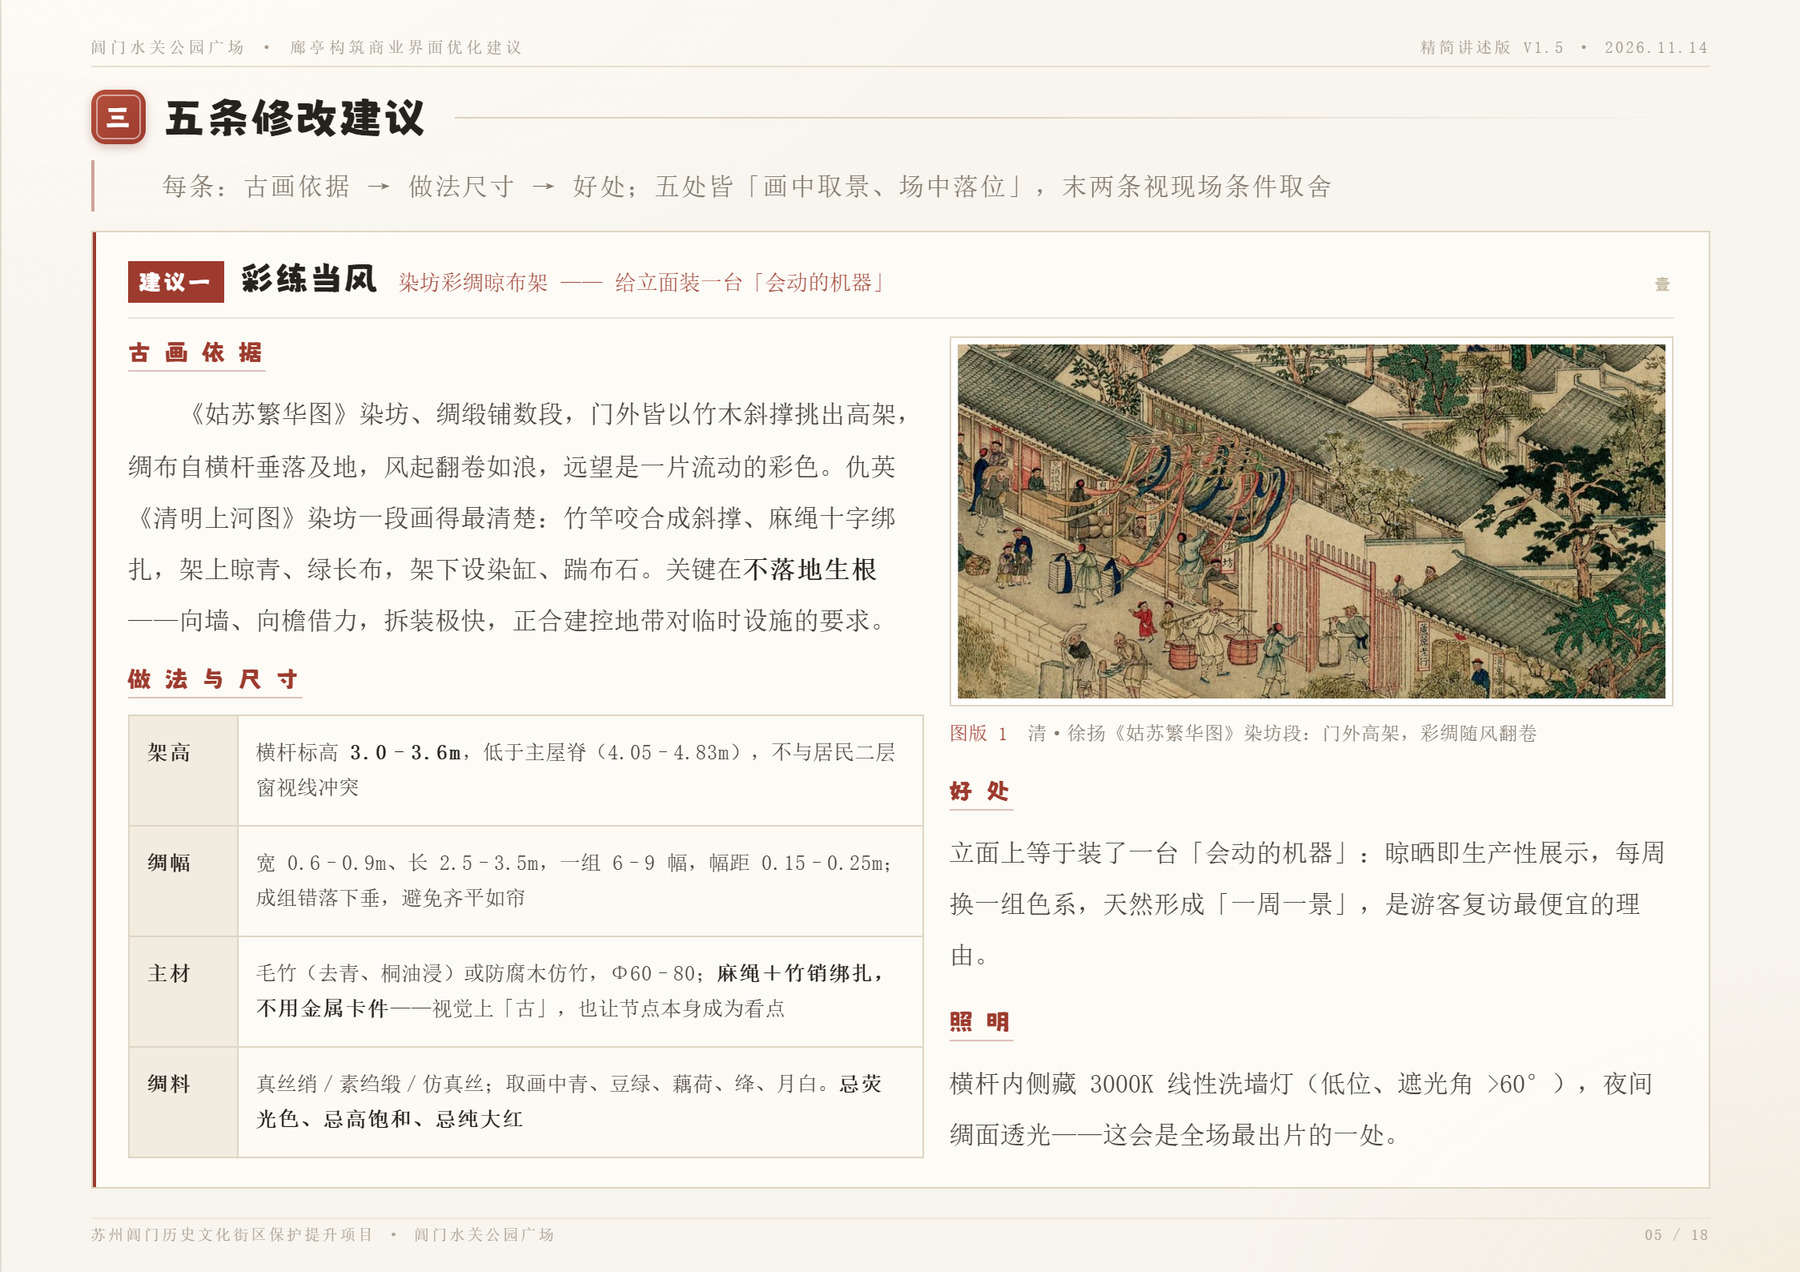 阊门水关公园广场 • 廊亭构筑商业界面优化建议
精简讲述版 V1.5 • 2026.11.14
三 五条修改建议
每条：古画依据 → 做法尺寸 → 好处；五处皆「画中取景、场中落位」，末两条视现场条件取舍
建议一 彩练当风 染坊彩绸晾布架 —— 给立面装一台「会动的机器」
壹
古画依据
《姑苏繁华图》染坊、绸缎铺数段，门外皆以竹木斜撑挑出高架，
绸布自横杆垂落及地，风起翻卷如浪，远望是一片流动的彩色。仇英
《清明上河图》染坊一段画得最清楚：竹竿咬合成斜撑、麻绳十字绑
扎，架上晾青、绿长布，架下设染缸、踹布石。关键在不落地生根
——向墙、向檐借力，拆装极快，正合建控地带对临时设施的要求。
做法与尺寸
架高
横杆标高 3.0–3.6m，低于主屋脊（4.05–4.83m），不与居民二层
窗视线冲突
绸幅
宽 0.6–0.9m、长 2.5–3.5m，一组 6–9 幅，幅距 0.15–0.25m；
成组错落下垂，避免齐平如帘
主材
毛竹（去青、桐油浸）或防腐木仿竹，Φ60–80；麻绳＋竹销绑扎，
不用金属卡件——视觉上「古」，也让节点本身成为看点
绸料
真丝绡 / 素绉缎 / 仿真丝；取画中青、豆绿、藕荷、绛、月白。忌荧
光色、忌高饱和、忌纯大红
坊
图版 1 清·徐扬《姑苏繁华图》染坊段：门外高架，彩绸随风翻卷
好处
立面上等于装了一台「会动的机器」：晾晒即生产性展示，每周
换一组色系，天然形成「一周一景」，是游客复访最便宜的理
由。
照明
横杆内侧藏 3000K 线性洗墙灯（低位、遮光角 >60°），夜间
绸面透光——这会是全场最出片的一处。
苏州阊门历史文化街区保护提升项目 • 阊门水关公园广场
05 / 18